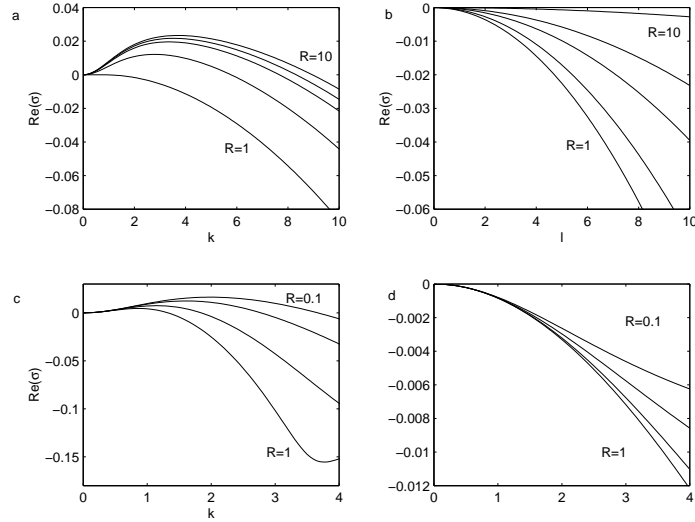 a
0.04
0.02
0
−0.02
−0.04
−0.06
−0.08
0 2 4 6 8 10
k
Re(σ)
R=10
R=1
b
0
−0.01
−0.02
−0.03
−0.04
−0.05
−0.06
0 2 4 6 8 10
l
Re(σ)
R=10
R=1
c
0.05
0
−0.05
−0.1
−0.15
0 1 2 3 4
k
Re(σ)
R=0.1
R=1
d
0
−0.002
−0.004
−0.006
−0.008
−0.01
−0.012
0 1 2 3 4
R=0.1
R=1